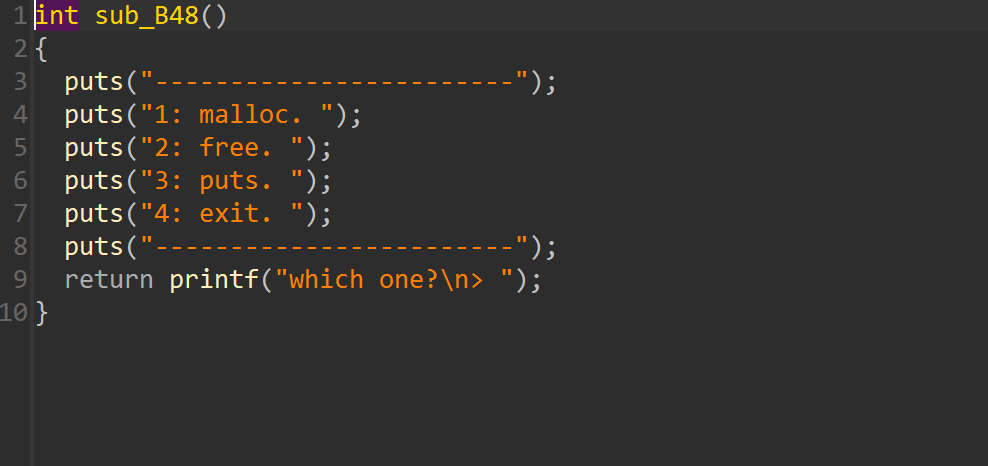 1 int sub_B48()
2 {
3   puts("------------------------");
4   puts("1: malloc. ");
5   puts("2: free. ");
6   puts("3: puts. ");
7   puts("4: exit. ");
8   puts("------------------------");
9   return printf("which one?\n> ");
10 }